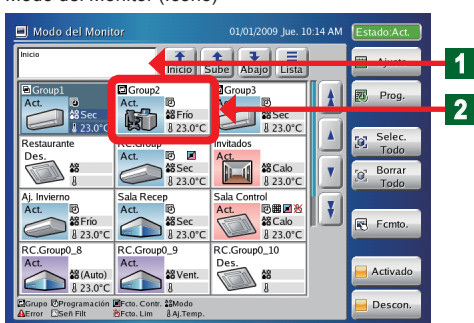 Modo del Monitor (Icono)
Modo del Monitor
01/01/2009 Jue. 10:14 AM
Estado:Act.
Inicio
Inicio
Sube
Abajo
Lista
Ajuste
1
Group1
Group2
Group3
Act.
Sec
23.0°C
Act.
Frío
23.0°C
Act.
Sec
23.0°C
Prog.
2
Restaurante
RC.Group
Invitados
Des.
Act.
Sec
23.0°C
Act.
Calo
23.0°C
Selec.
Todo
Borrar
Todo
Aj. Invierno
Sala Recep
Sala Control
Act.
Frío
23.0°C
Act.
Sec
23.0°C
Act.
Calo
23.0°C
Fcmto.
RC.Group0_8
RC.Group0_9
RC.Group0_10
Act.
(Auto)
23.0°C
Act.
Vent.
Des.
Activado
Descon.
Grupo Programación Fcto. Contr. Modo
Error Señ Filt Fcto. Lim Aj.Temp.